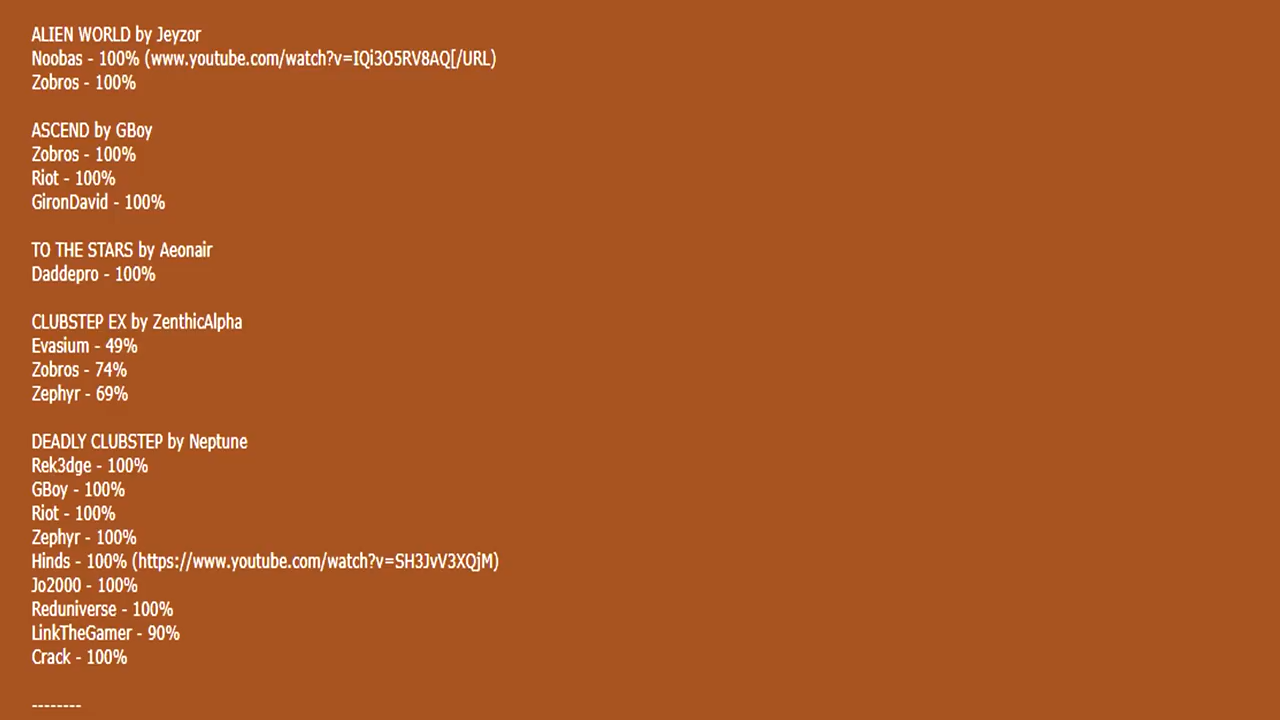 ALIEN WORLD by Jeyzor
Noobas - 100% (www.youtube.com/watch?v=IQi3O5RV8AQ[/URL)
Zobros - 100%
ASCEND by GBoy
Zobros - 100%
Riot - 100%
GironDavid - 100%
TO THE STARS by Aeonair
Daddepro - 100%
CLUBSTEP EX by ZenthicAlpha
Evasium - 49%
Zobros - 74%
Zephyr - 69%
DEADLY CLUBSTEP by Neptune
Rek3dge - 100%
GBoy - 100%
Riot - 100%
Zephyr - 100%
Hinds - 100% (https://www.youtube.com/watch?v=SH3JvV3XQjM)
Jo2000 - 100%
Reduniverse - 100%
LinkTheGamer - 90%
Crack - 100%
--------